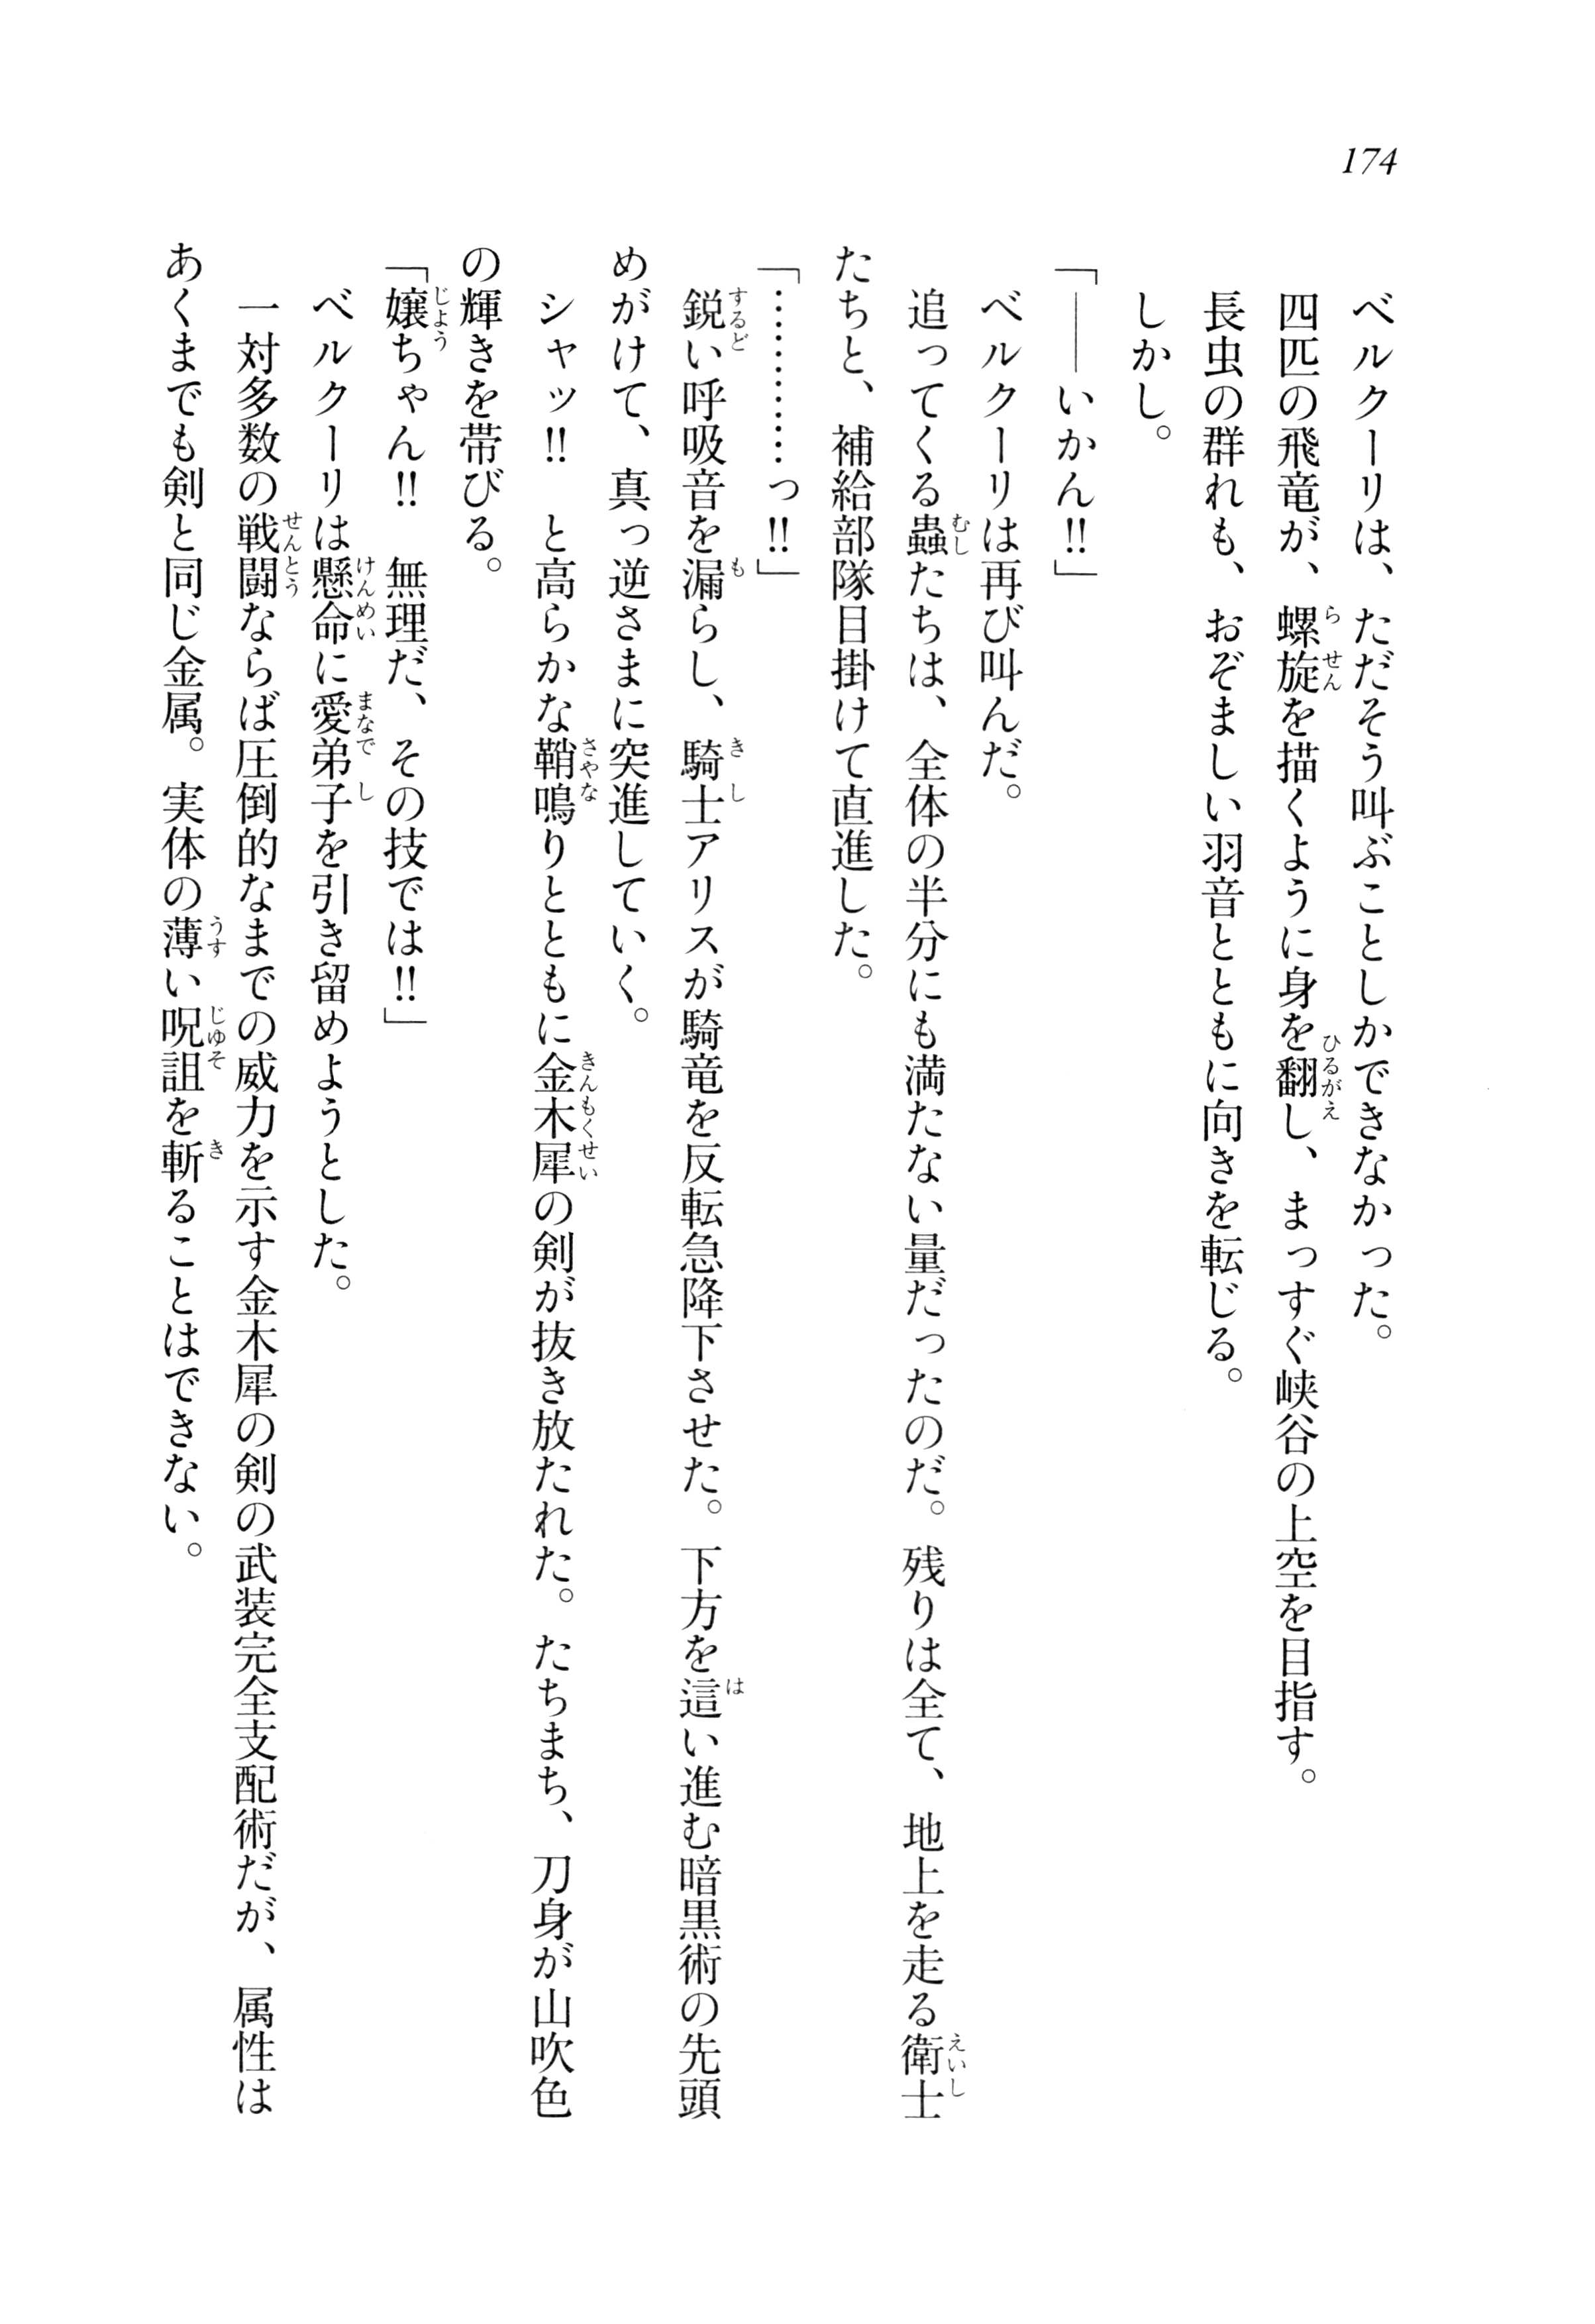 174
ベルクーリは、ただそう叫ぶことしかできなかった。
四匹の飛竜が、螺旋を描くように身を翻し、まっすぐ峡谷の上空を目指す。
長虫の群れも、おぞましい羽音とともに向きを転じる。
しかし。
「――いかん!!」
ベルクーリは再び叫んだ。
追ってくる蟲たちは、全体の半分にも満たない量だったのだ。残りは全て、地上を走る衛士
たちと、補給部隊目掛けて直進した。
「…………っ!!」
鋭い呼吸音を漏らし、騎士アリスが騎竜を反転急降下させた。下方を這い進む暗黒術の先頭
めがけて、真っ逆さまに突進していく。
シャッ!!　と高らかな鞘鳴りとともに金木犀の剣が抜き放たれた。たちまち、刀身が山吹色
の輝きを帯びる。
「嬢ちゃん!!　無理だ、その技では!!」
ベルクーリは懸命に愛弟子を引き留めようとした。
一対多数の戦闘ならば圧倒的なまでの威力を示す金木犀の剣の武装完全支配術だが、属性は
あくまでも剣と同じ金属。実体の薄い呪詛を斬ることはできない。